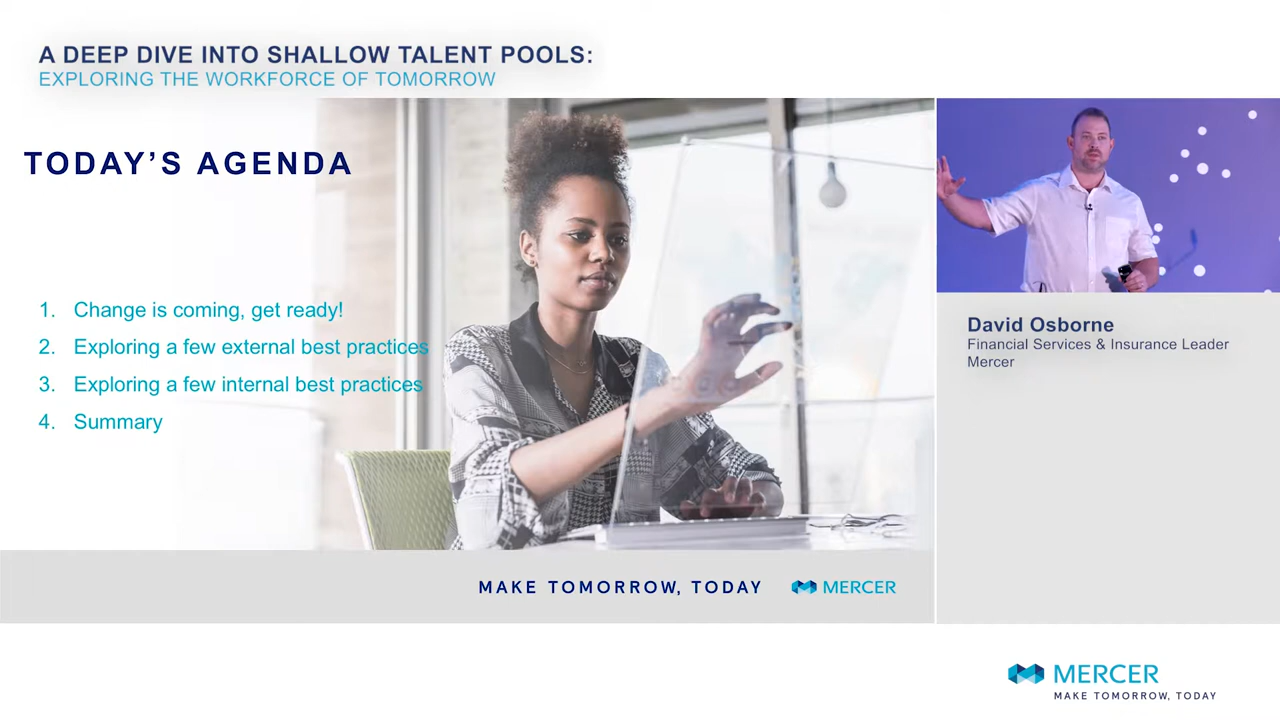 A DEEP DIVE INTO SHALLOW TALENT POOLS:
EXPLORING THE WORKFORCE OF TOMORROW
TODAY’S AGENDA
1. Change is coming, get ready!
2. Exploring a few external best practices
3. Exploring a few internal best practices
4. Summary
MAKE TOMORROW, TODAY MERCER
David Osborne
Financial Services & Insurance Leader
Mercer
MERCER
MAKE TOMORROW, TODAY